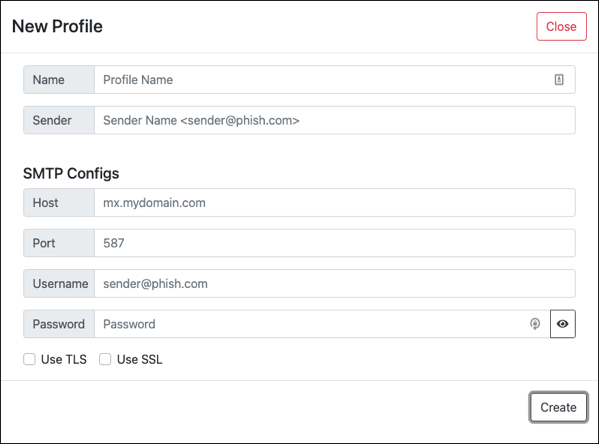 New Profile Close
Name Profile Name
Sender Sender Name <sender@phish.com>
SMTP Configs
Host mx.mydomain.com
Port 587
Username sender@phish.com
Password Password
Use TLS Use SSL
Create